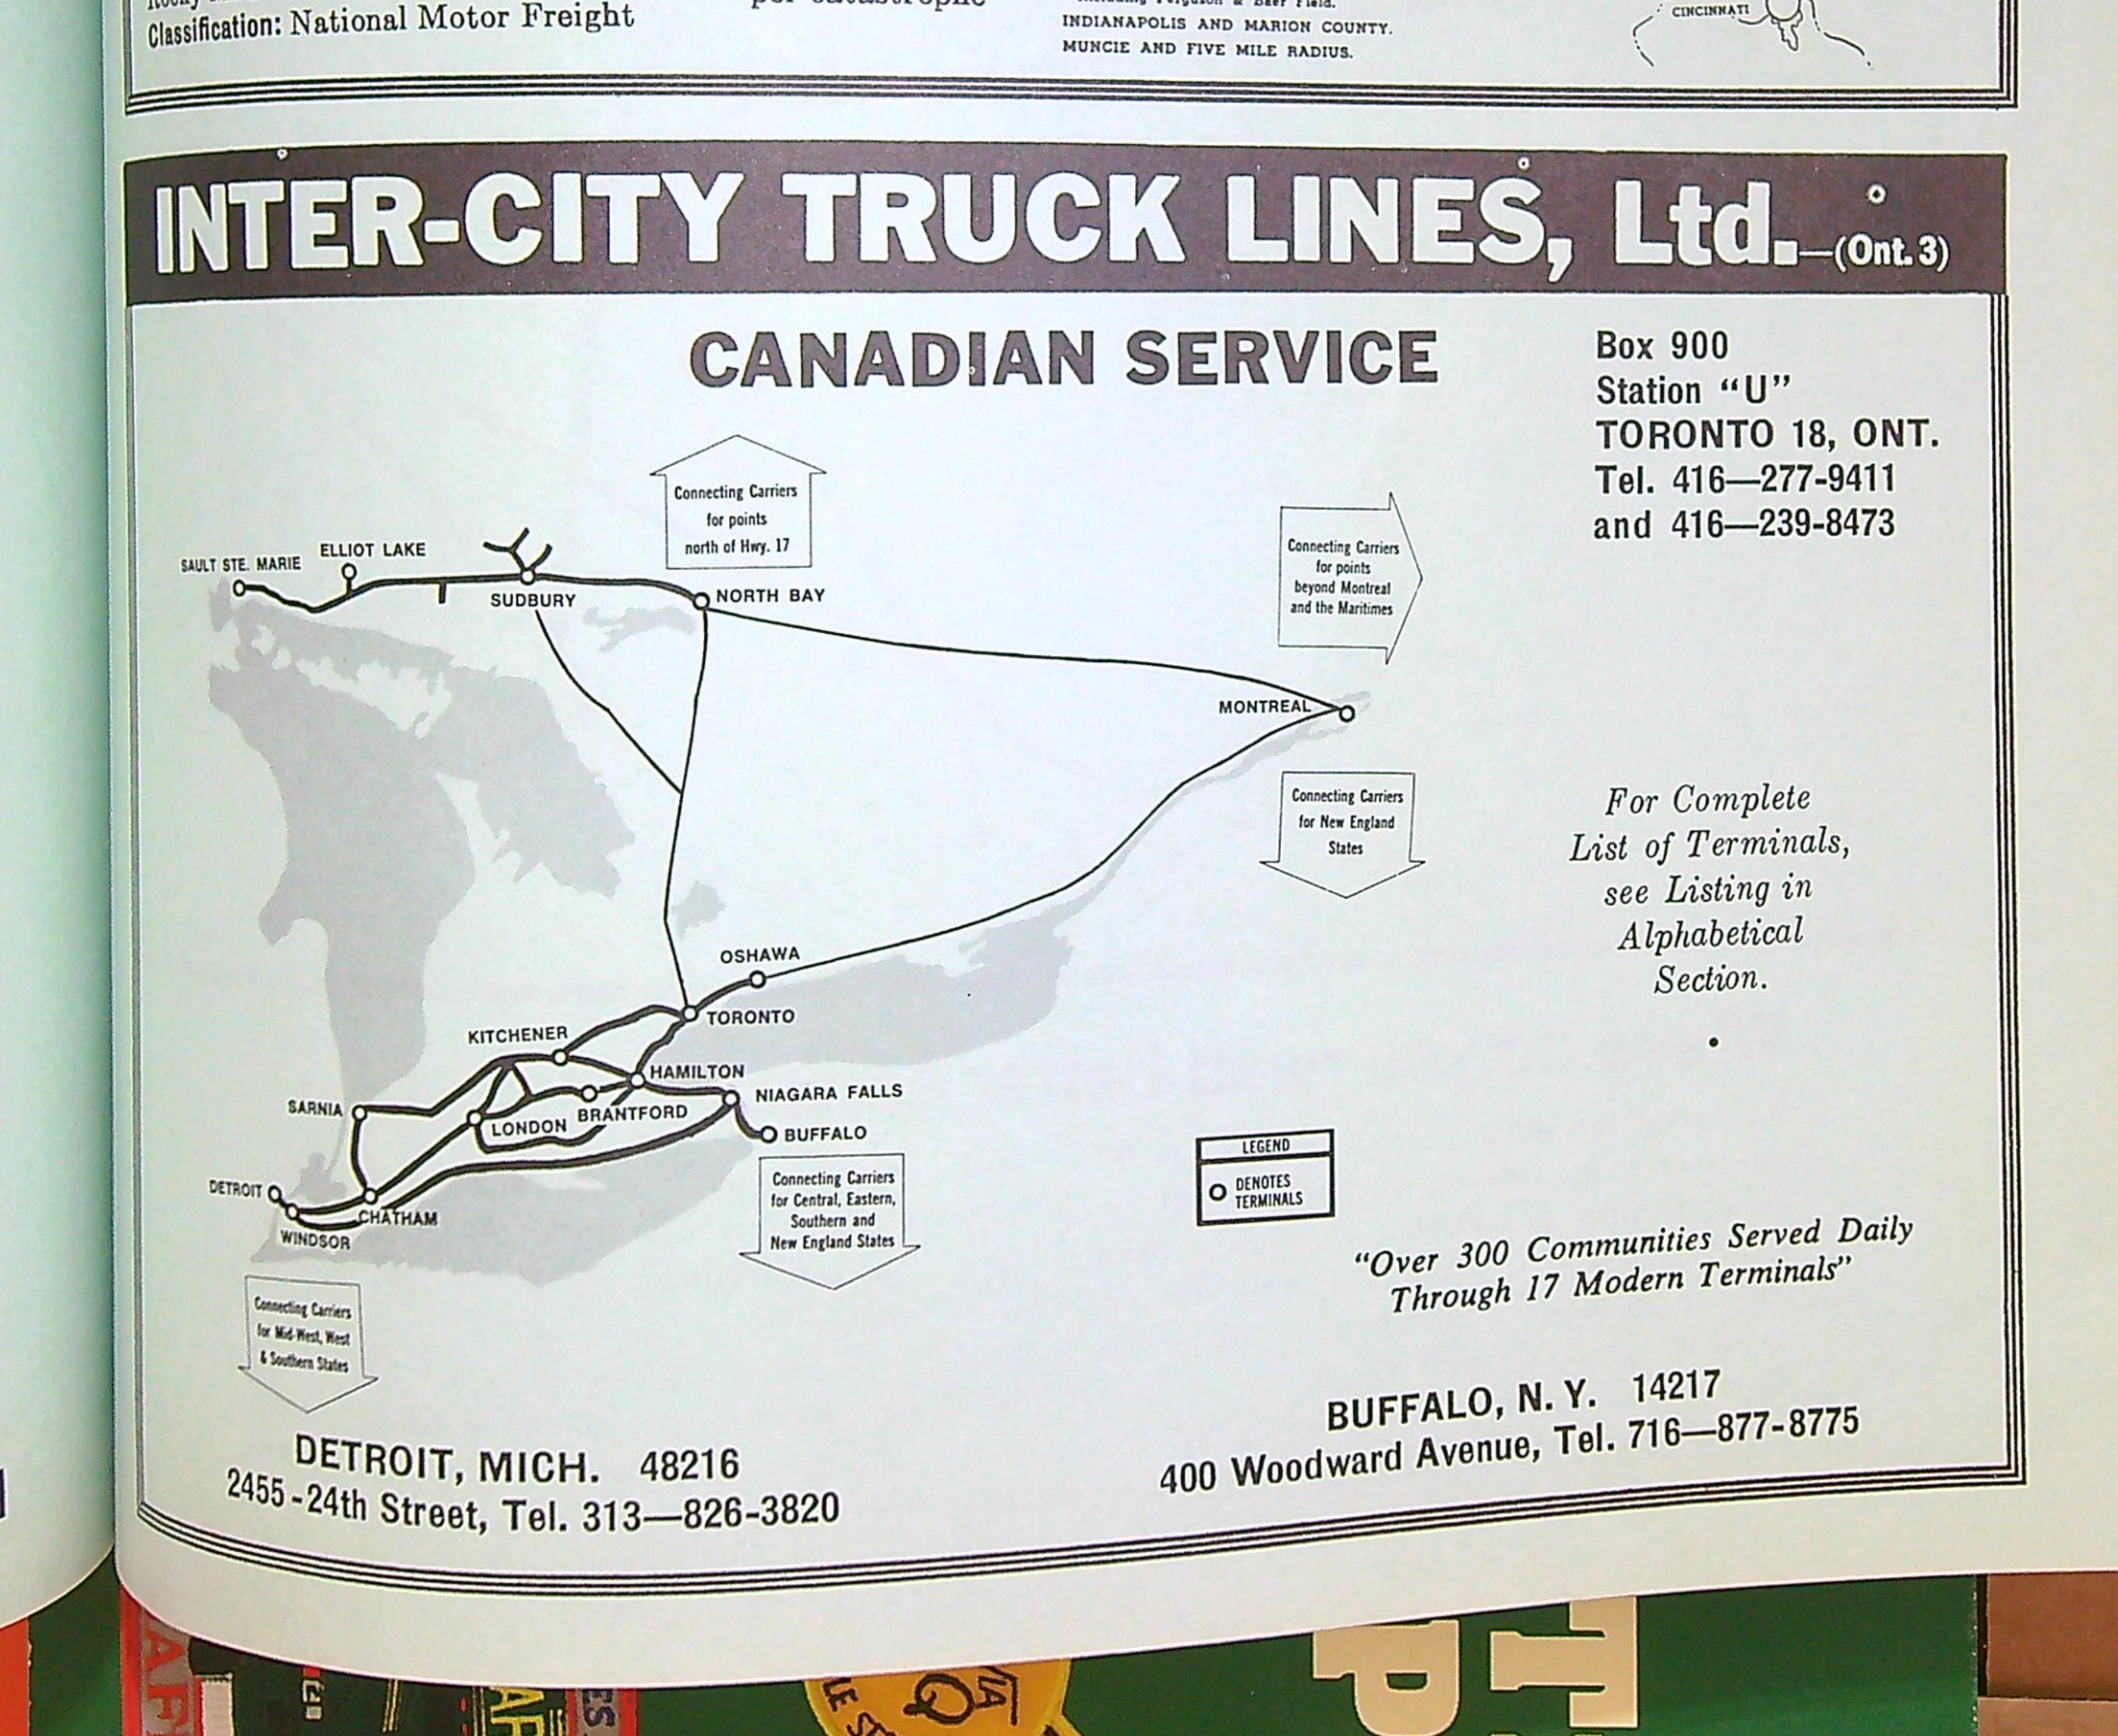 Classification: National Motor Freight
per catastrophe
INDIANAPOLIS AND MARION COUNTY.
MUNCIE AND FIVE MILE RADIUS.
CINCINNATI
INTER-CITY TRUCK LINES, Ltd.—(Ont. 3)
CANADIAN SERVICE
Box 900
Station “U”
TORONTO 18, ONT.
Tel. 416—277-9411
and 416—239-8473
Connecting Carriers
for points
north of Hwy. 17
Connecting Carriers
for points
beyond Montreal
and the Maritimes
SAULT STE. MARIE
ELLIOT LAKE
SUDBURY
NORTH BAY
MONTREAL
Connecting Carriers
for New England
States
For Complete
List of Terminals,
see Listing in
Alphabetical
Section.
OSHAWA
TORONTO
KITCHENER
HAMILTON
NIAGARA FALLS
SARNIA
LONDON
BRANTFORD
BUFFALO
DETROIT
CHATHAM
WINDSOR
Connecting Carriers
for Central, Eastern,
Southern and
New England States
LEGEND
DENOTES
TERMINALS
“Over 300 Communities Served Daily
Through 17 Modern Terminals”
Connecting Carriers
for Mid-West, West
& Southern States
DETROIT, MICH. 48216
2455-24th Street, Tel. 313—826-3820
BUFFALO, N. Y. 14217
400 Woodward Avenue, Tel. 716—877-8775